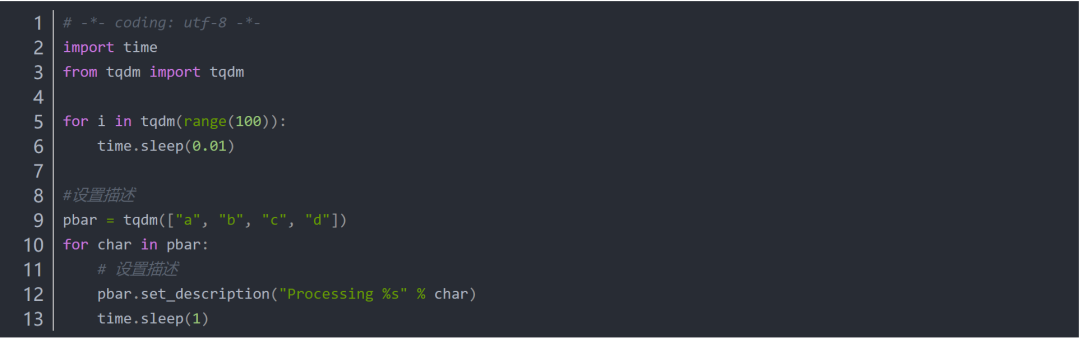 1 # -*- coding: utf-8 -*-
2 import time
3 from tqdm import tqdm
4
5 for i in tqdm(range(100)):
6     time.sleep(0.01)
7
8 #设置描述
9 pbar = tqdm(["a", "b", "c", "d"])
10 for char in pbar:
11     # 设置描述
12     pbar.set_description("Processing %s" % char)
13     time.sleep(1)